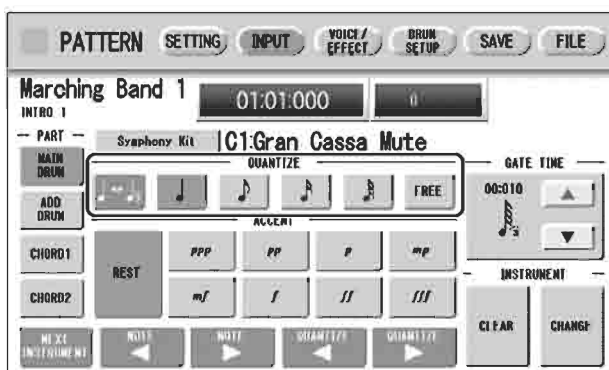 PATTERN SETTING INPUT VOICE/ EFFECT DRUM SETUP SAVE FILE
Marching Band 1 01:01:000 0
INTRO 1
PART Symphony Kit C1:Gran Cassa Mute
MAIN DRUM
QUANTIZE
GATE TIME
FREE
00:010
ADD DRUM
ACCENT
CHORD1 REST ppp pp p mp
INSTRUMENT
CHORD2 mf f ff fff
CLEAR CHANGE
NEXT INSTRUMENT NOTE NOTE QUANTIZE QUANTIZE